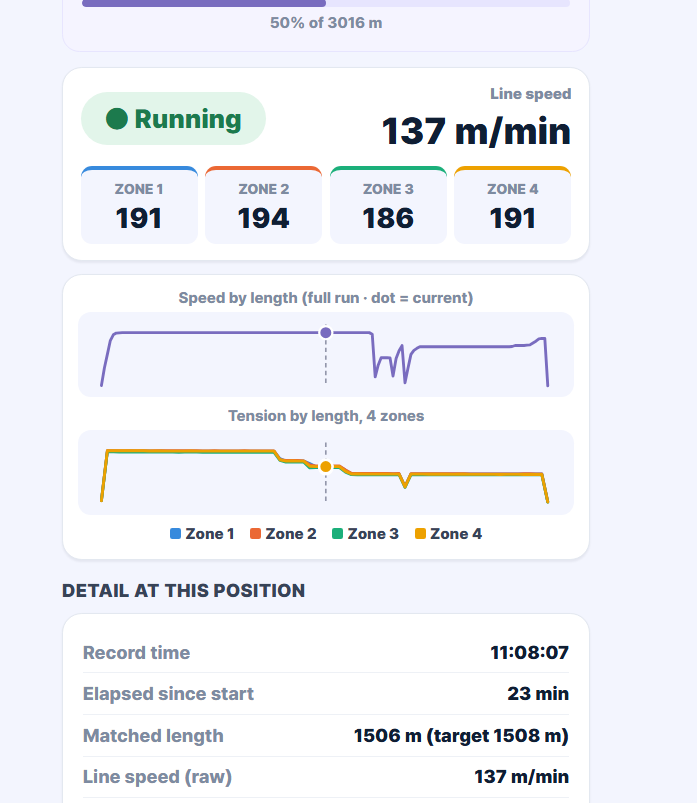 50% of 3016 m
Line speed
Running
137 m/min
ZONE 1
191
ZONE 2
194
ZONE 3
186
ZONE 4
191
Speed by length (full run · dot = current)
Tension by length, 4 zones
Zone 1 Zone 2 Zone 3 Zone 4
DETAIL AT THIS POSITION
Record time 11:08:07
Elapsed since start 23 min
Matched length 1506 m (target 1508 m)
Line speed (raw) 137 m/min